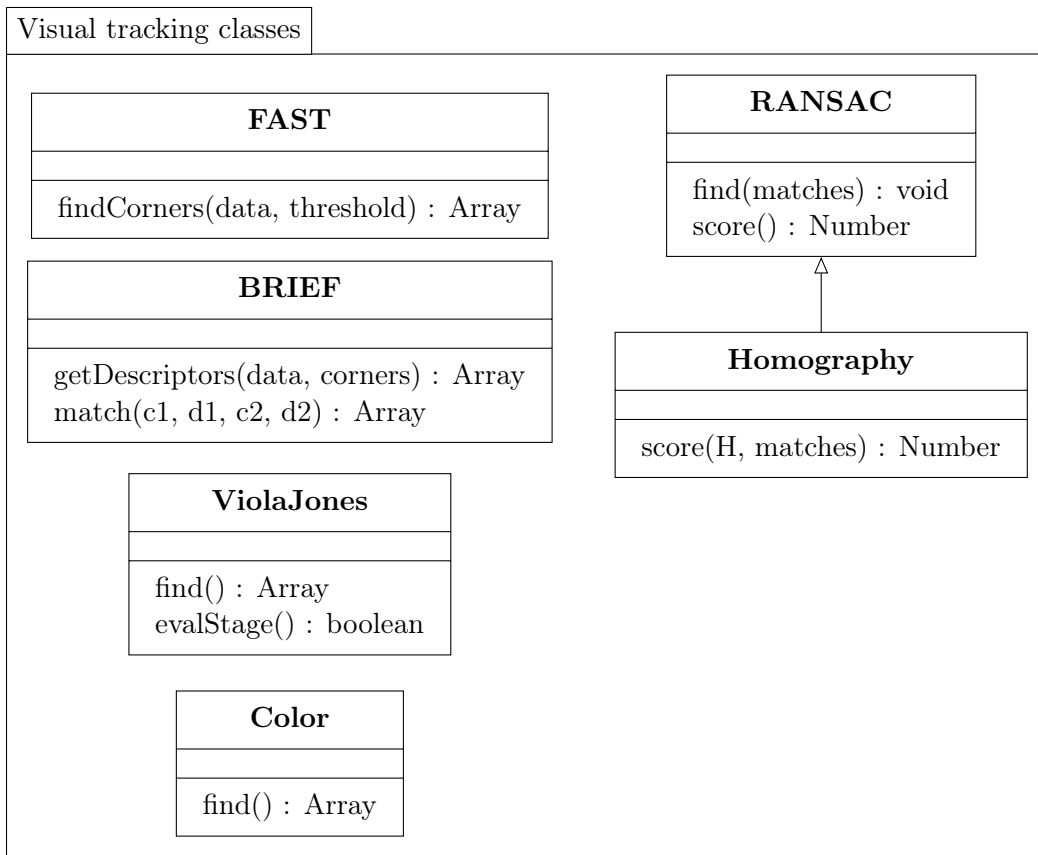 Visual tracking classes
FAST
findCorners(data, threshold) : Array
BRIEF
getDescriptors(data, corners) : Array
match(c1, d1, c2, d2) : Array
ViolaJones
find() : Array
evalStage() : boolean
Color
find() : Array
RANSAC
find(matches) : void
score() : Number
Homography
score(H, matches) : Number